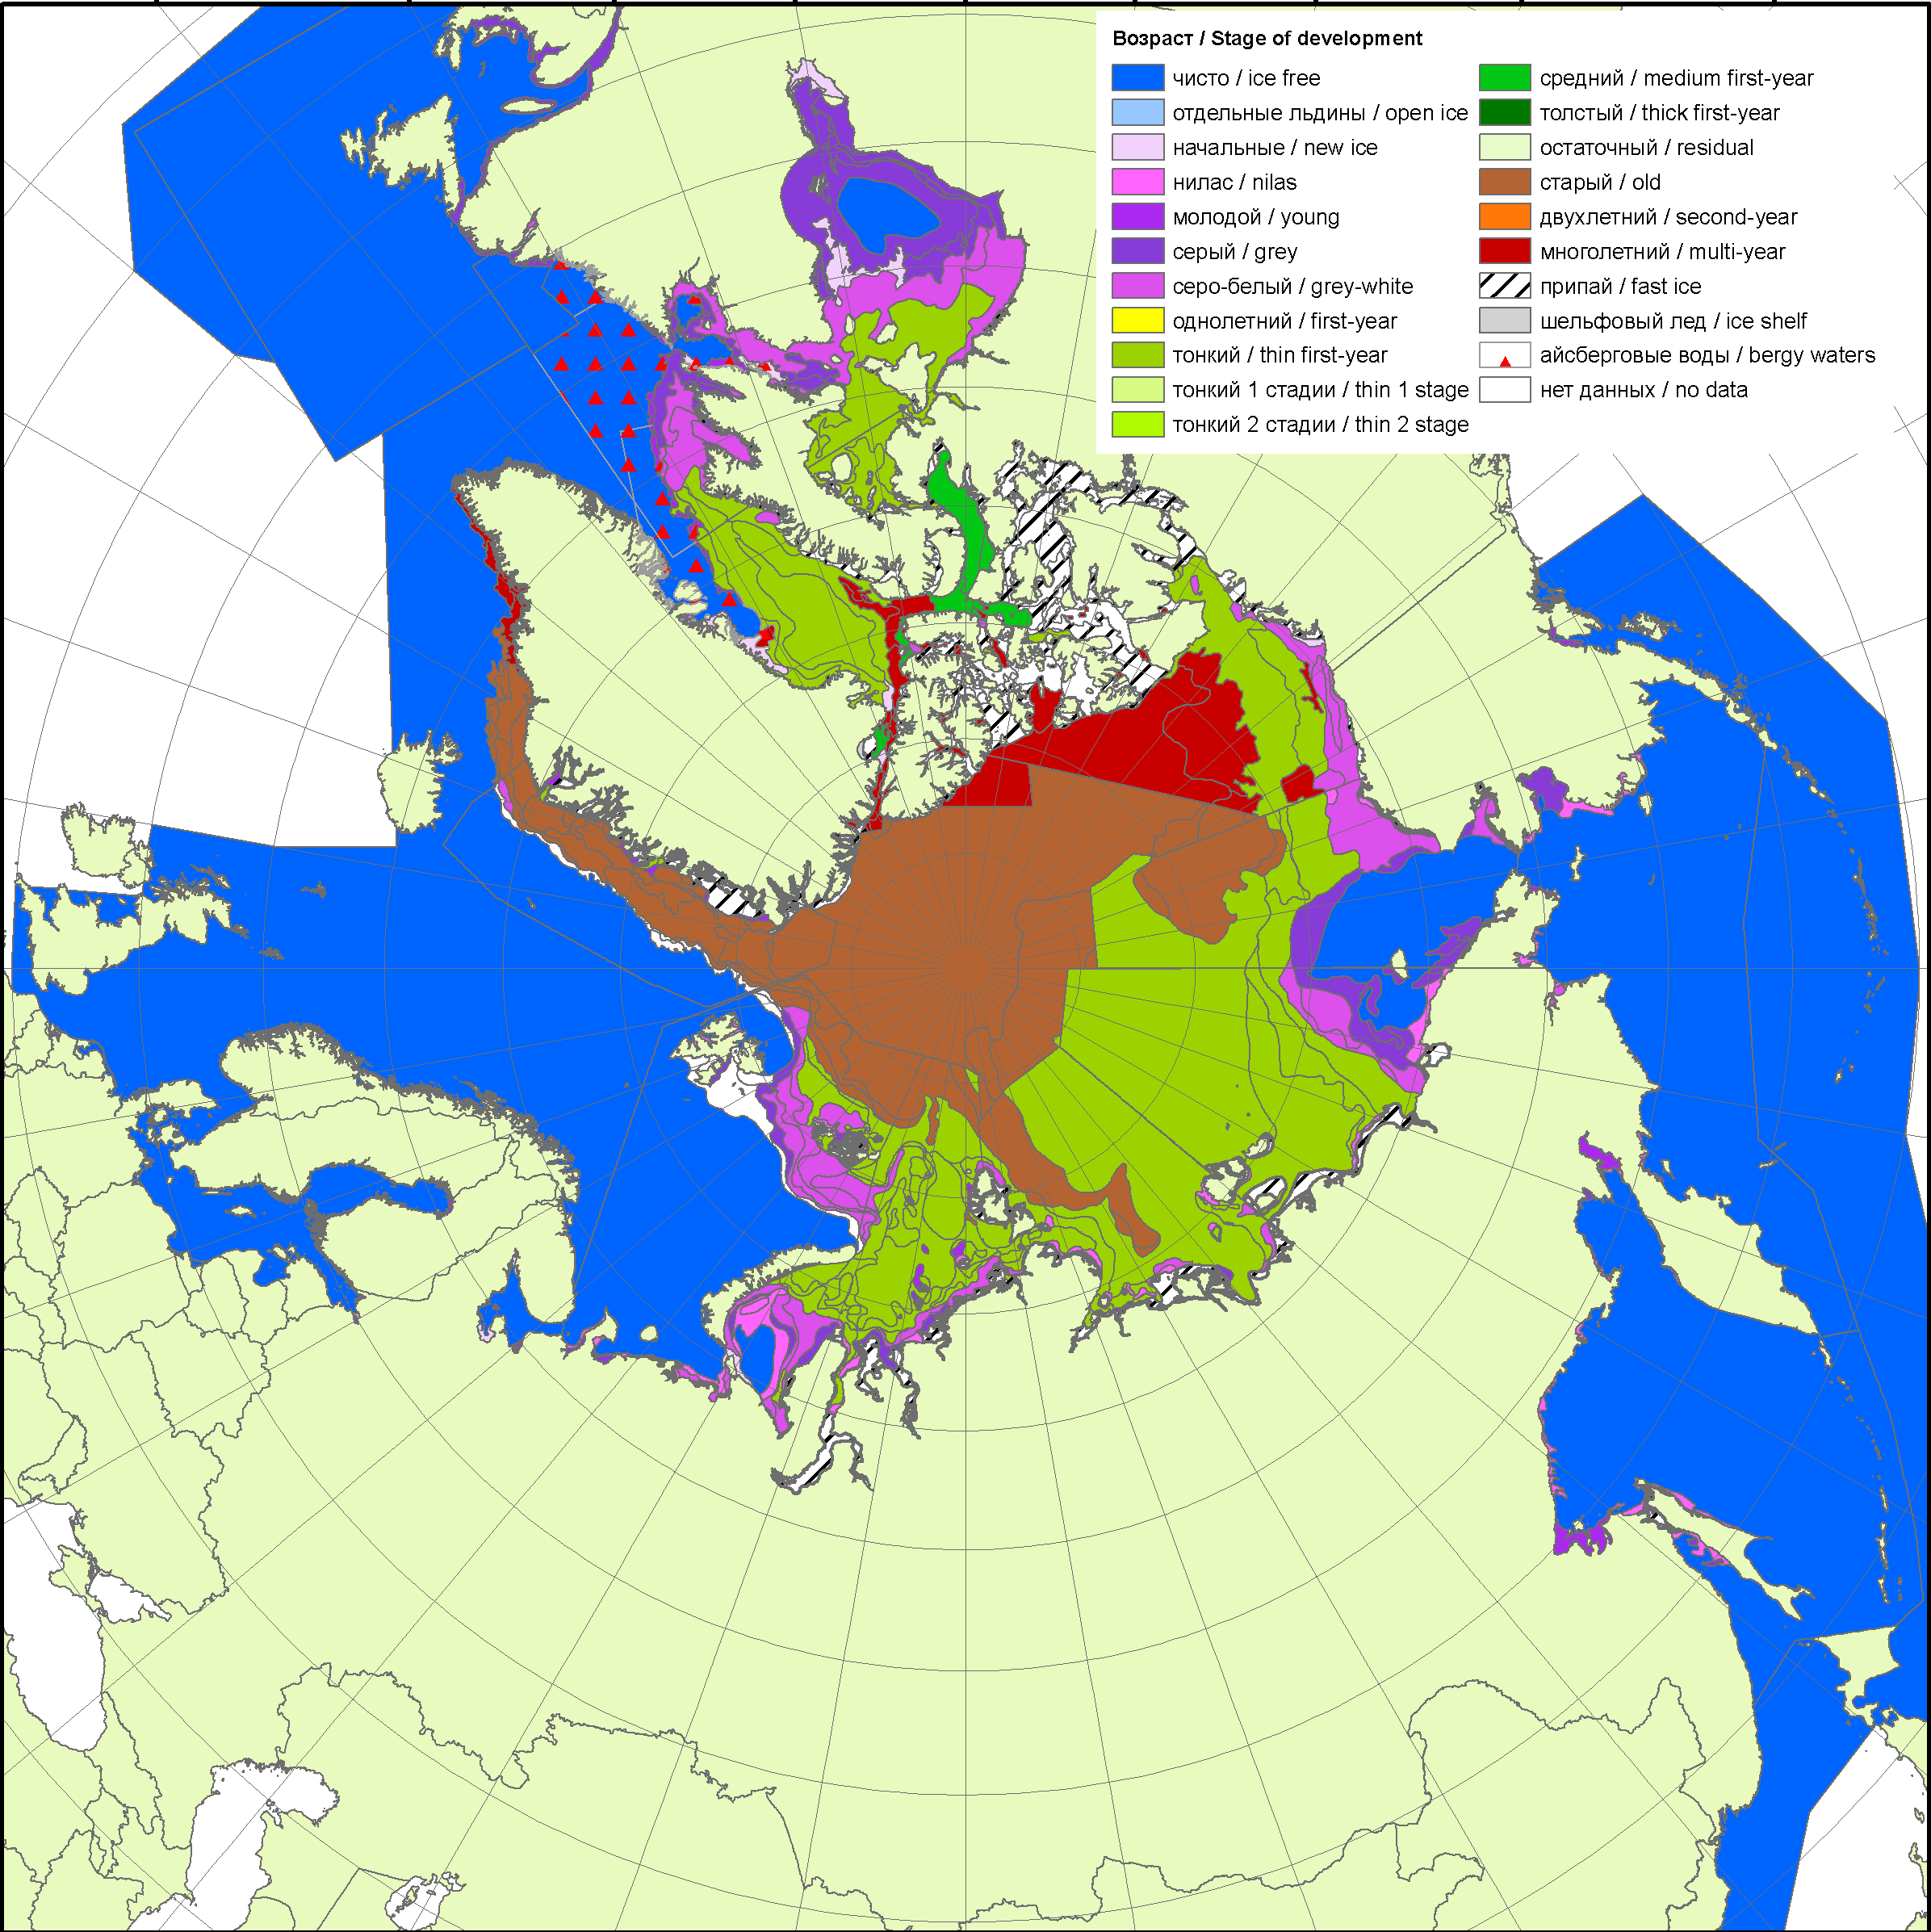 Возраст / Stage of development
чисто / ice free
отдельные льдины / open ice
начальные / new ice
нилас / nilas
молодой / young
серый / grey
серо-белый / grey-white
однолетний / first-year
тонкий / thin first-year
тонкий 1 стадии / thin 1 stage
тонкий 2 стадии / thin 2 stage
средний / medium first-year
толстый / thick first-year
остаточный / residual
старый / old
двухлетний / second-year
многолетний / multi-year
припай / fast ice
шельфовый лед / ice shelf
айсберговые воды / bergy waters
нет данных / no data